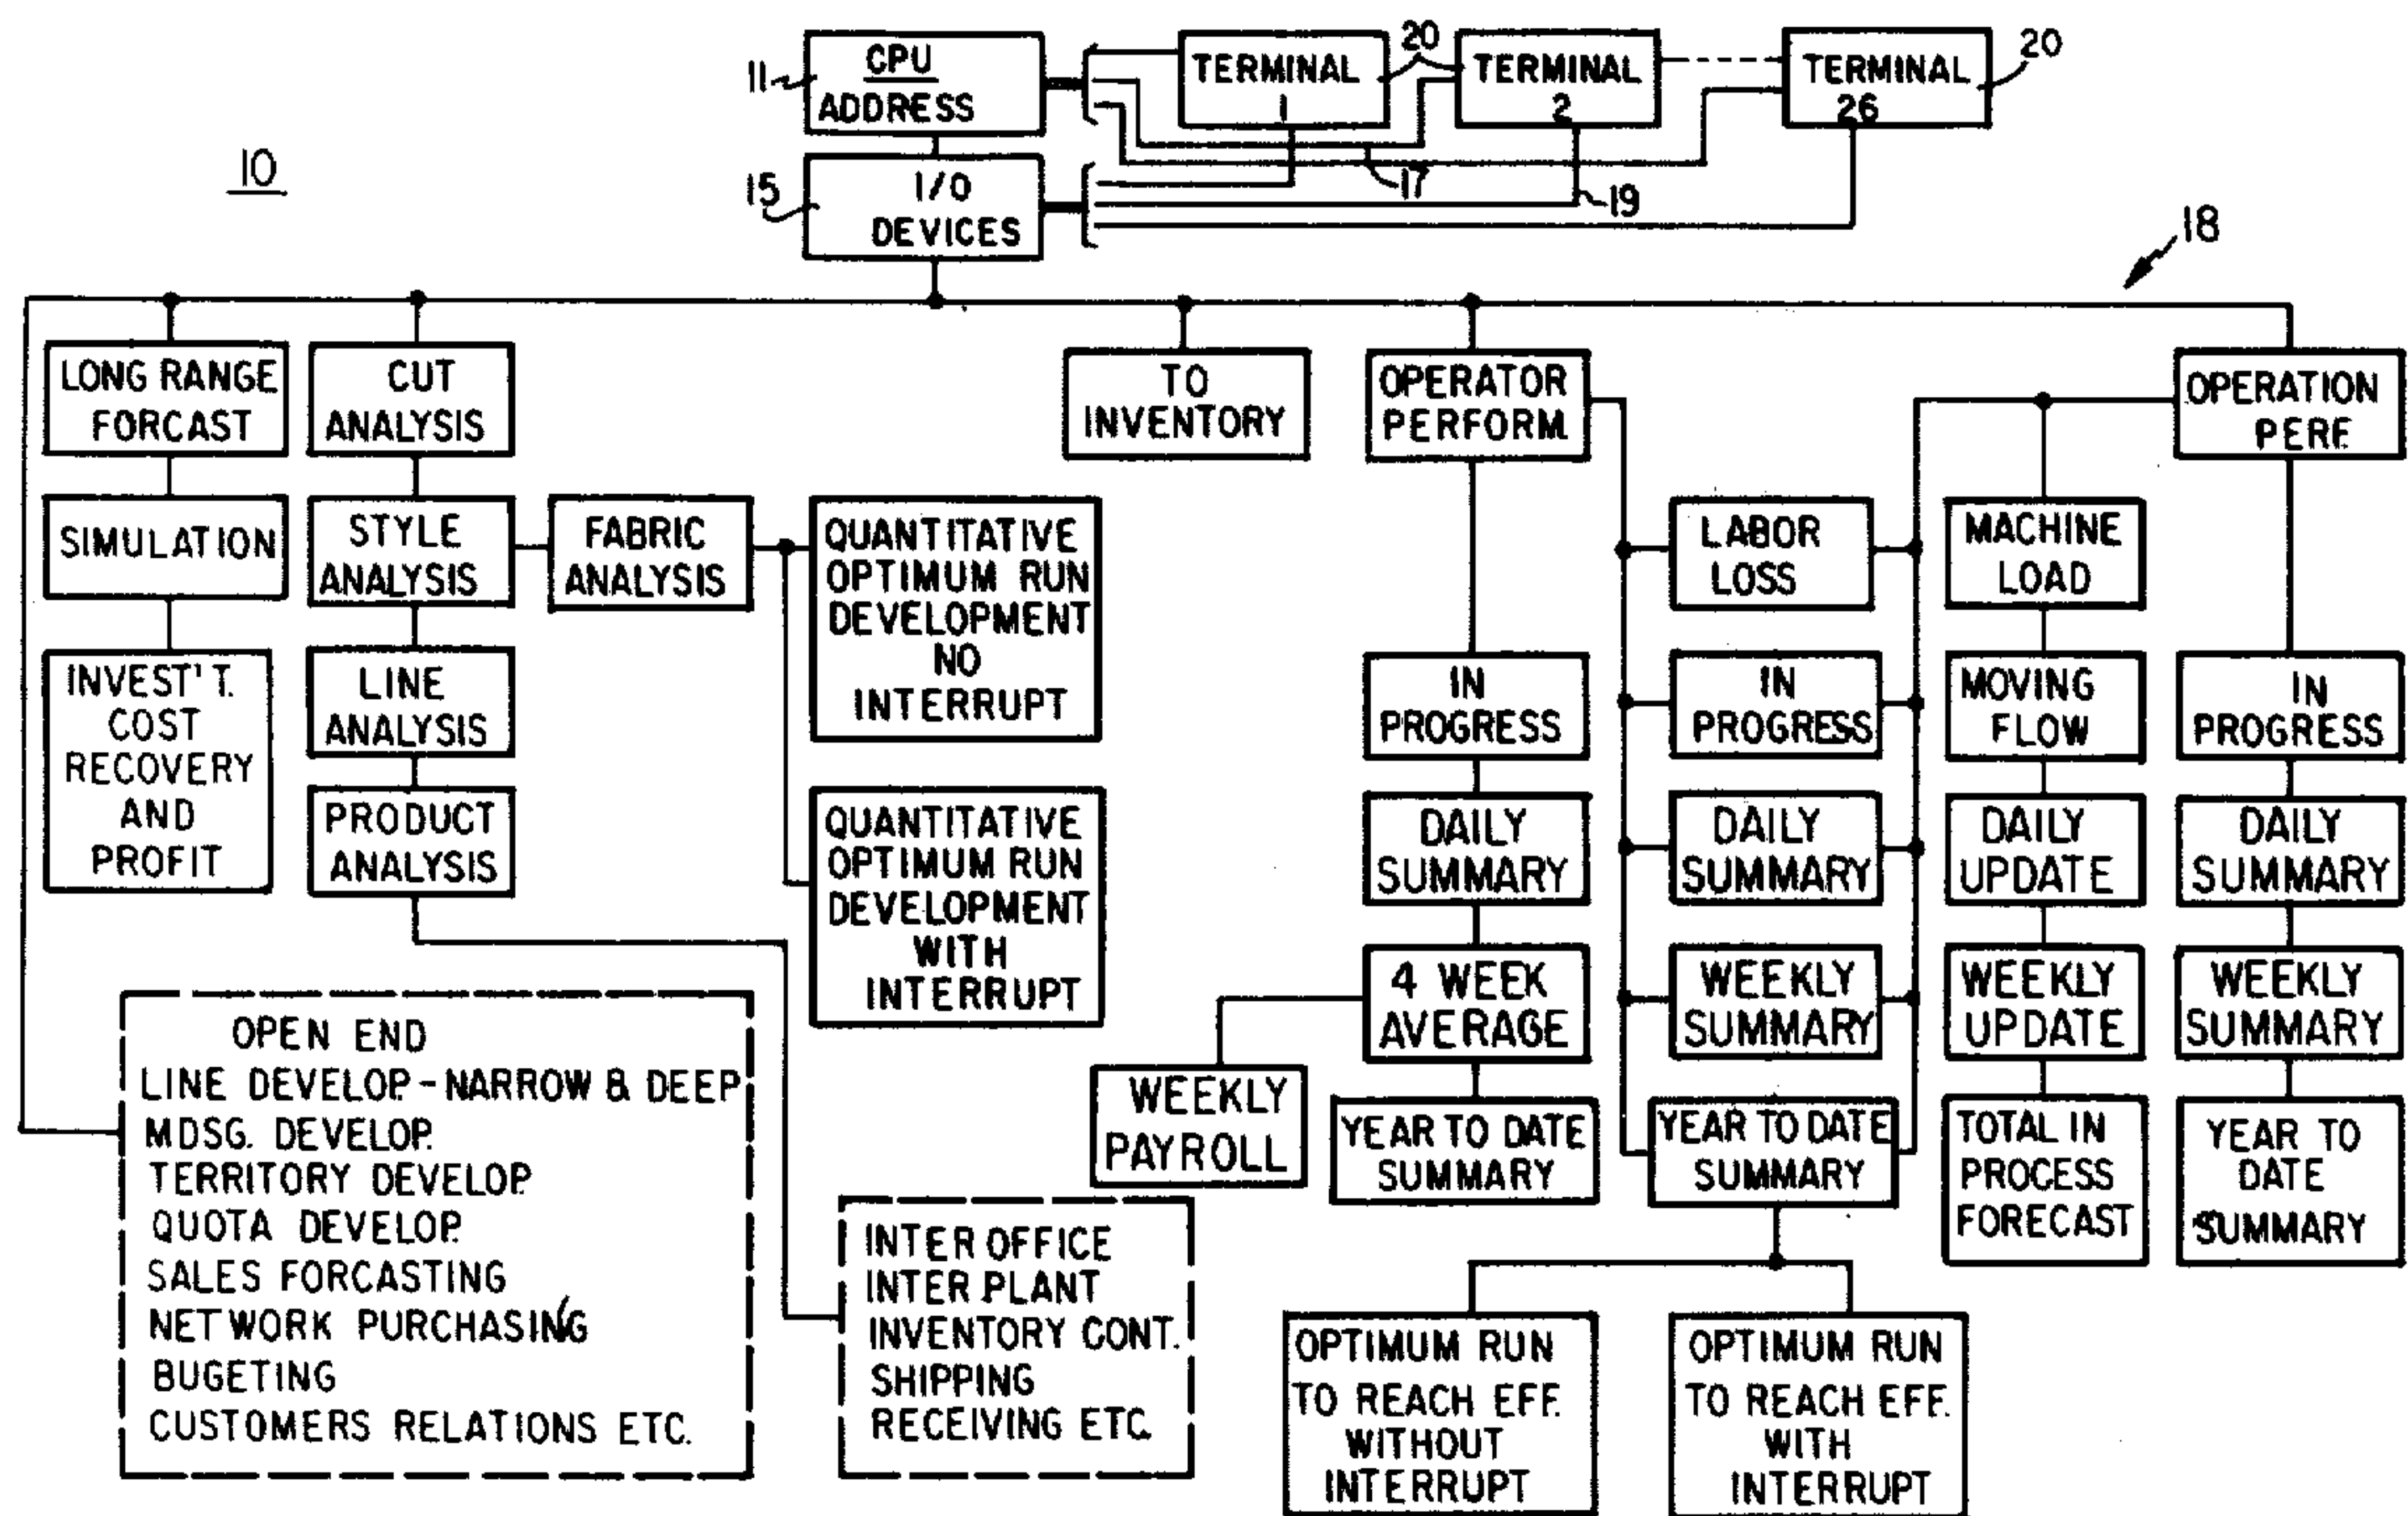 10
11
CPU
ADDRESS
TERMINAL
1
20
TERMINAL
2
TERMINAL
26
20
15
I/O
DEVICES
17
19
18
LONG RANGE
FORCAST
SIMULATION
INVEST'T.
COST
RECOVERY
AND
PROFIT
CUT
ANALYSIS
STYLE
ANALYSIS
LINE
ANALYSIS
PRODUCT
ANALYSIS
FABRIC
ANALYSIS
QUANTITATIVE
OPTIMUM RUN
DEVELOPMENT
NO
INTERRUPT
QUANTITATIVE
OPTIMUM RUN
DEVELOPMENT
WITH
INTERRUPT
OPEN END
LINE DEVELOP.-NARROW & DEEP
MDSG. DEVELOP.
TERRITORY DEVELOP.
QUOTA DEVELOP.
SALES FORCASTING
NETWORK PURCHASING
BUGETING
CUSTOMERS RELATIONS ETC.
INTER OFFICE
INTER PLANT
INVENTORY CONT.
SHIPPING
RECEIVING ETC.
TO
INVENTORY
OPERATOR
PERFORM.
IN
PROGRESS
DAILY
SUMMARY
4 WEEK
AVERAGE
WEEKLY
PAYROLL
YEAR TO DATE
SUMMARY
LABOR
LOSS
IN
PROGRESS
DAILY
SUMMARY
WEEKLY
SUMMARY
YEAR TO DATE
SUMMARY
OPTIMUM RUN
TO REACH EFF.
WITHOUT
INTERRUPT
OPTIMUM RUN
TO REACH EFF.
WITH
INTERRUPT
MACHINE
LOAD
MOVING
FLOW
DAILY
UPDATE
WEEKLY
UPDATE
TOTAL IN
PROCESS
FORECAST
OPERATION
PERF.
IN
PROGRESS
DAILY
SUMMARY
WEEKLY
SUMMARY
YEAR TO
DATE
SUMMARY